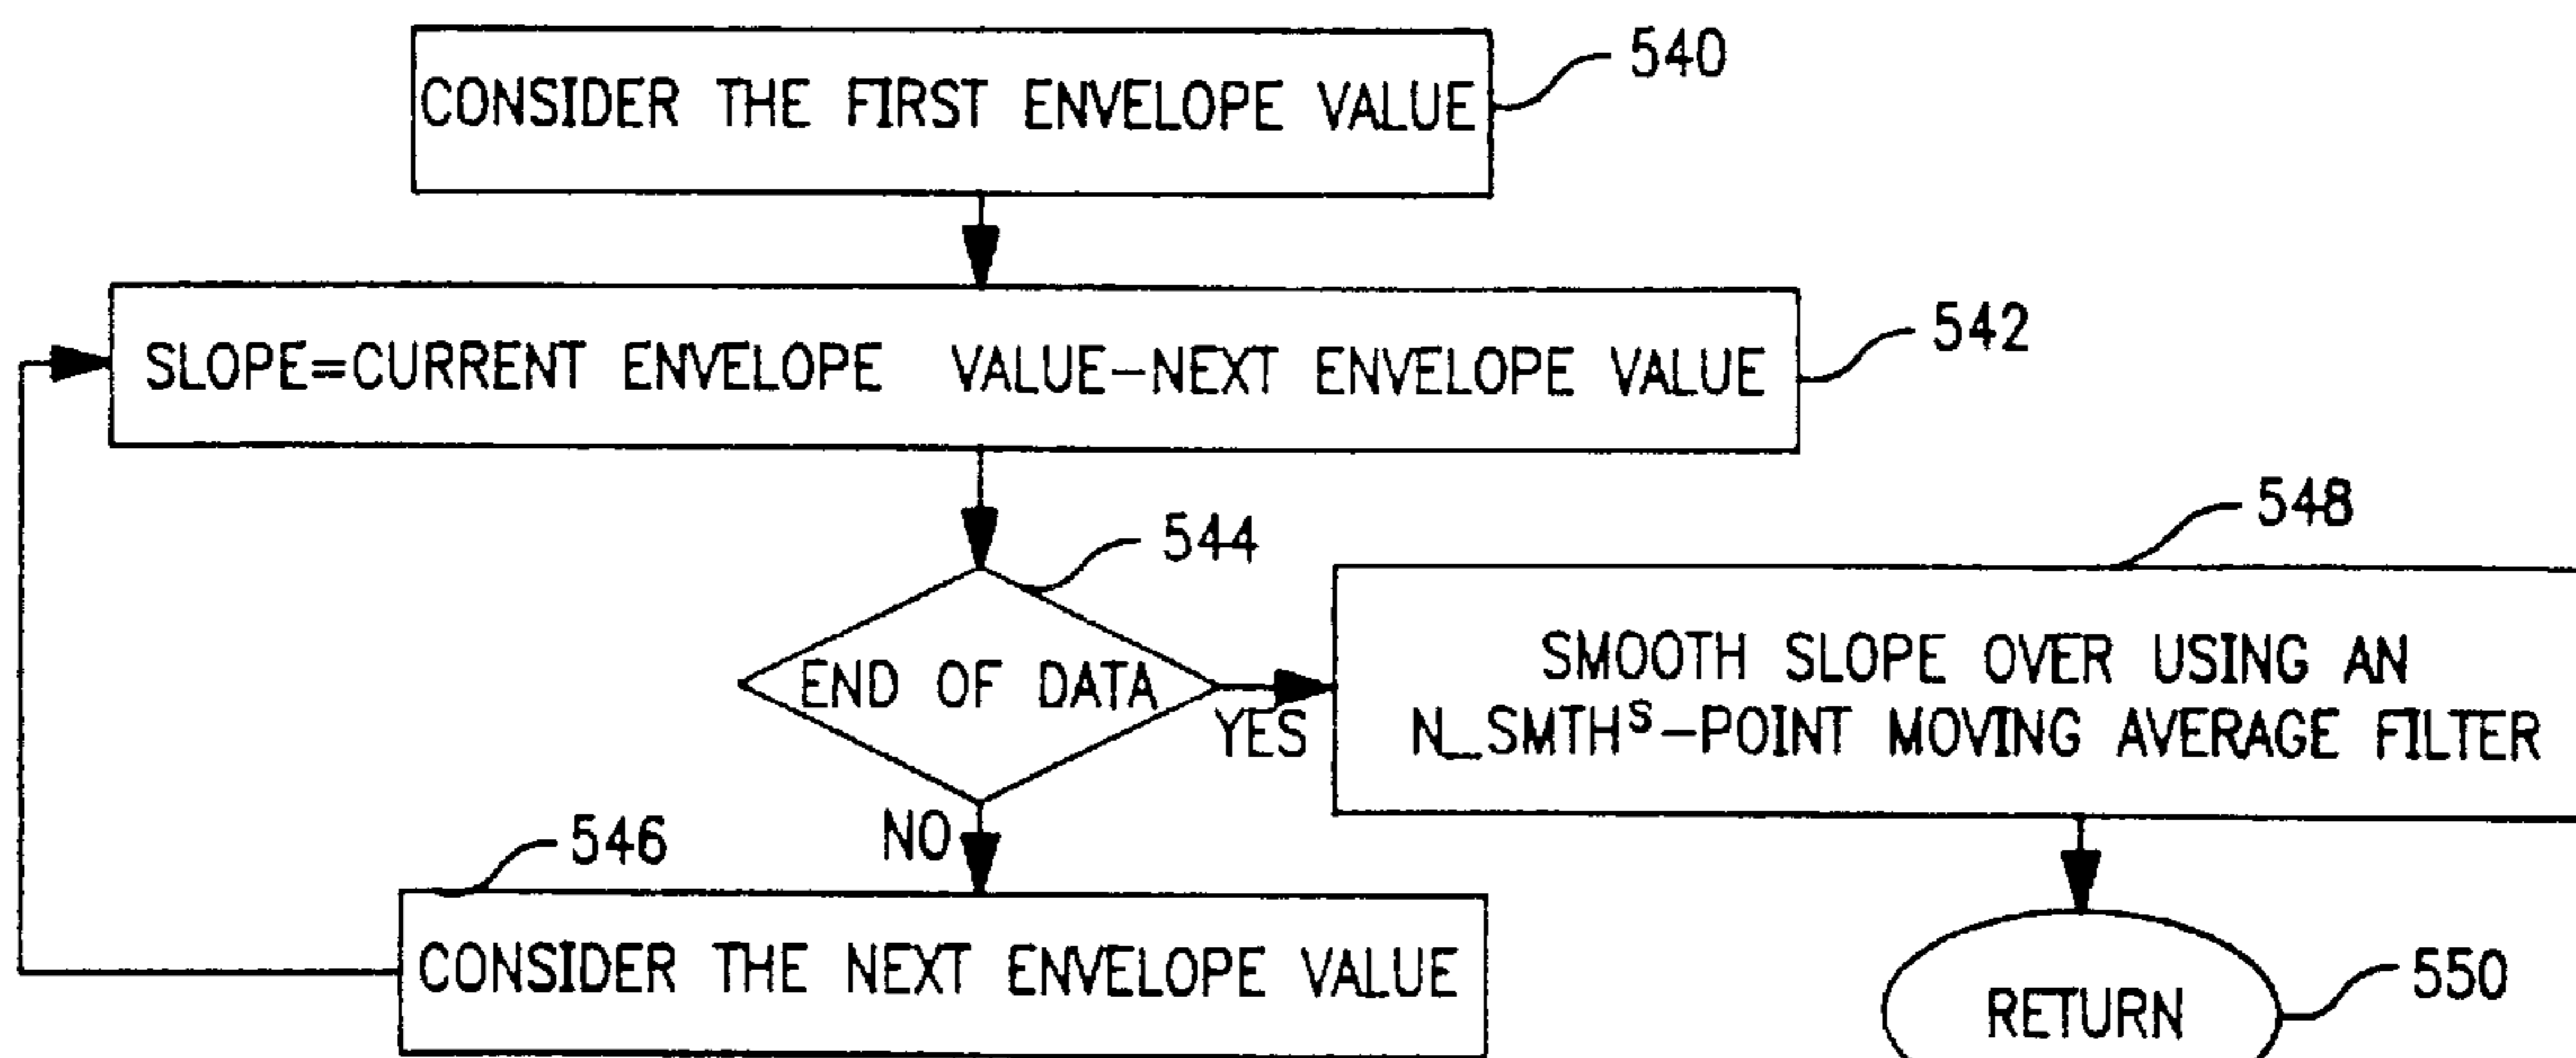 CONSIDER THE FIRST ENVELOPE VALUE
540
SLOPE=CURRENT ENVELOPE VALUE-NEXT ENVELOPE VALUE
542
544
END OF DATA
YES
NO
548
SMOOTH SLOPE OVER USING AN
N_SMTHˢ-POINT MOVING AVERAGE FILTER
546
CONSIDER THE NEXT ENVELOPE VALUE
RETURN
550